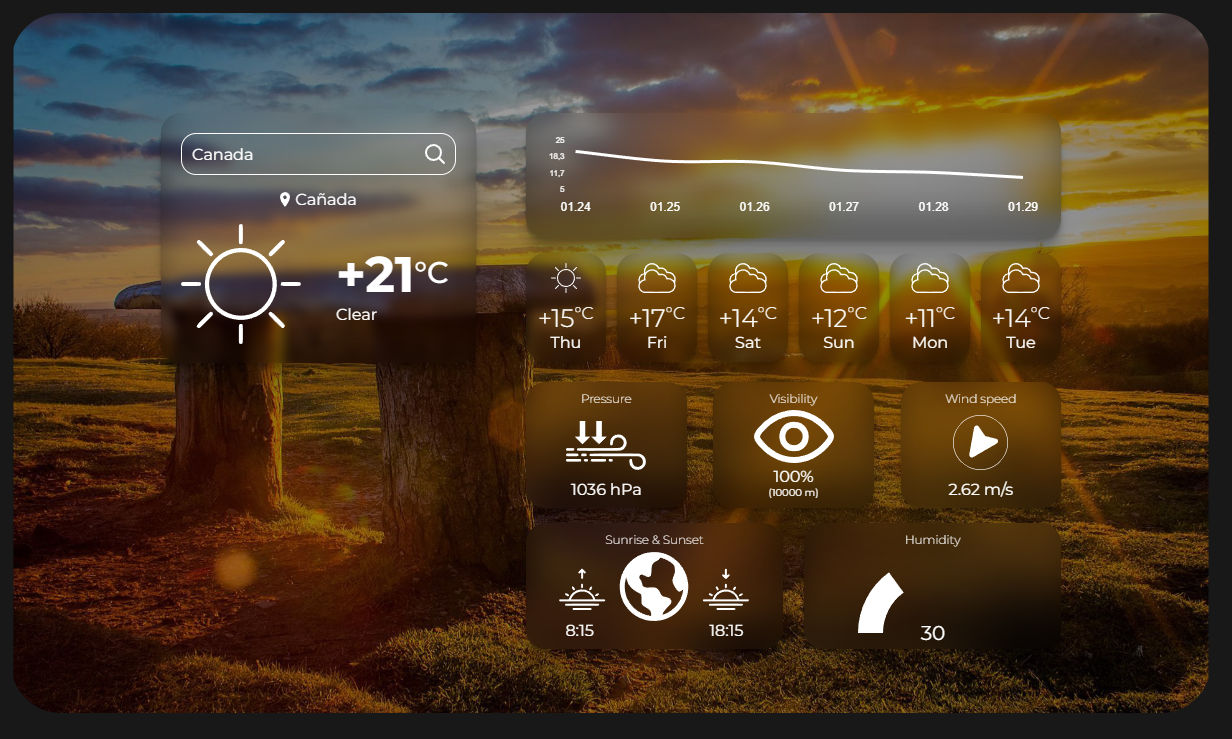 Canada
Cañada
+21°C
Clear
25
18,3
11,7
5
01.24 01.25 01.26 01.27 01.28 01.29
+15°C +17°C +14°C +12°C +11°C +14°C
Thu Fri Sat Sun Mon Tue
Pressure
1036 hPa
Visibility
100%
(10000 m)
Wind speed
2.62 m/s
Sunrise & Sunset
8:15 18:15
Humidity
30